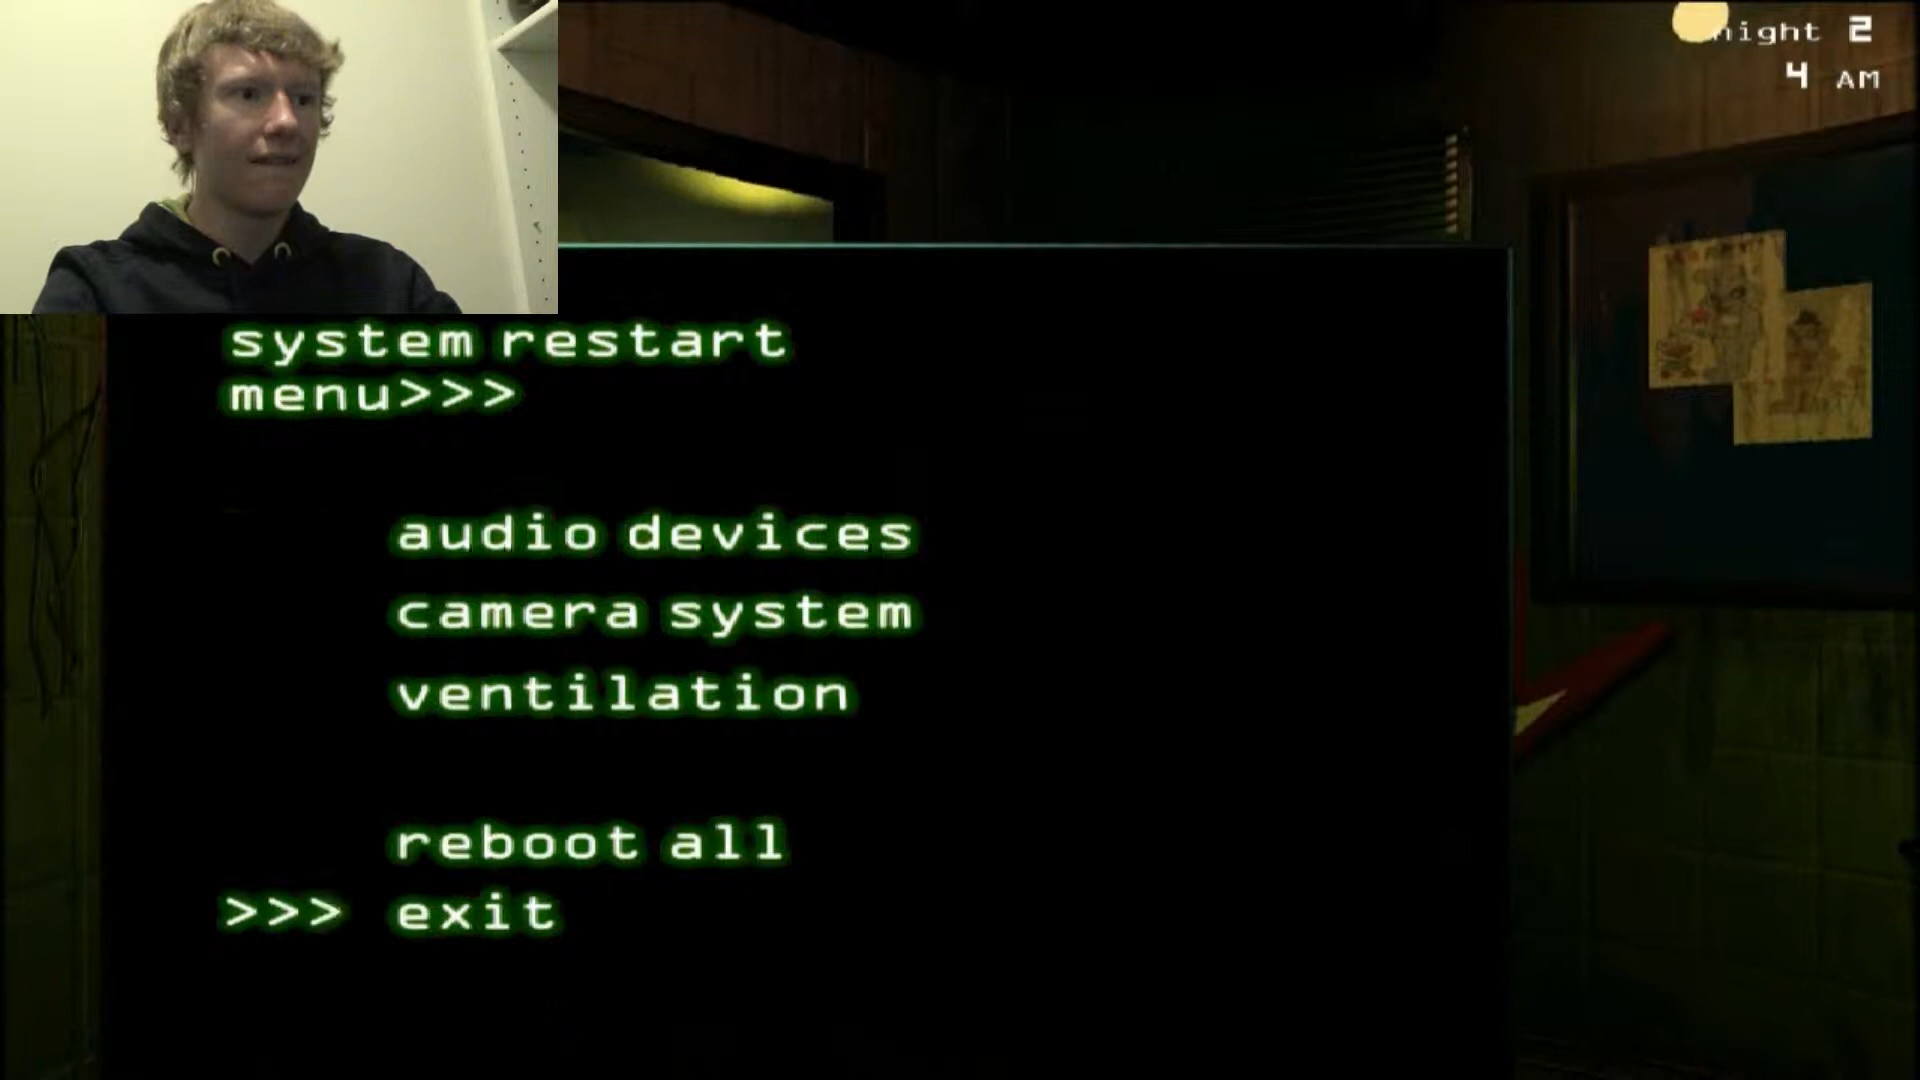 night 2
4 AM
system restart
menu>>>
audio devices
camera system
ventilation
reboot all
>>> exit